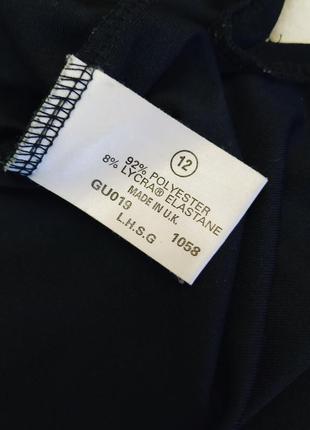 12
92% POLYESTER
8% LYCRA® ELASTANE
MADE IN U.K.
GU019 1058
L.H.S.G